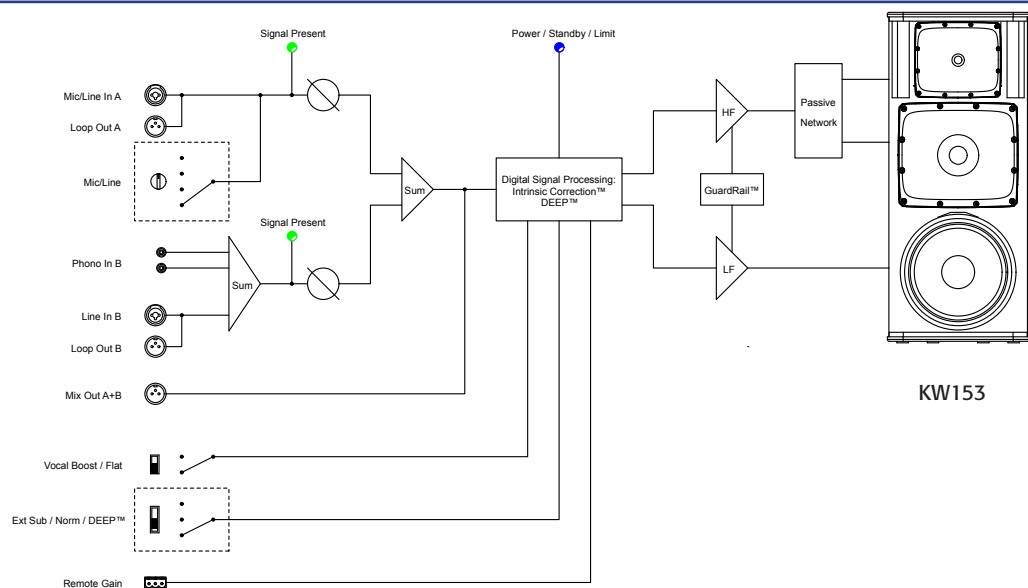 Signal Present
Power / Standby / Limit
Mic/Line In A
Loop Out A
Mic/Line
Signal Present
Phono In B
Line In B
Loop Out B
Mix Out A+B
Vocal Boost / Flat
Ext Sub / Norm / DEEP™
Remote Gain
Sum
Sum
Digital Signal Processing:
Intrinsic Correction™
DEEP™
HF
GuardRail™
LF
Passive
Network
KW153